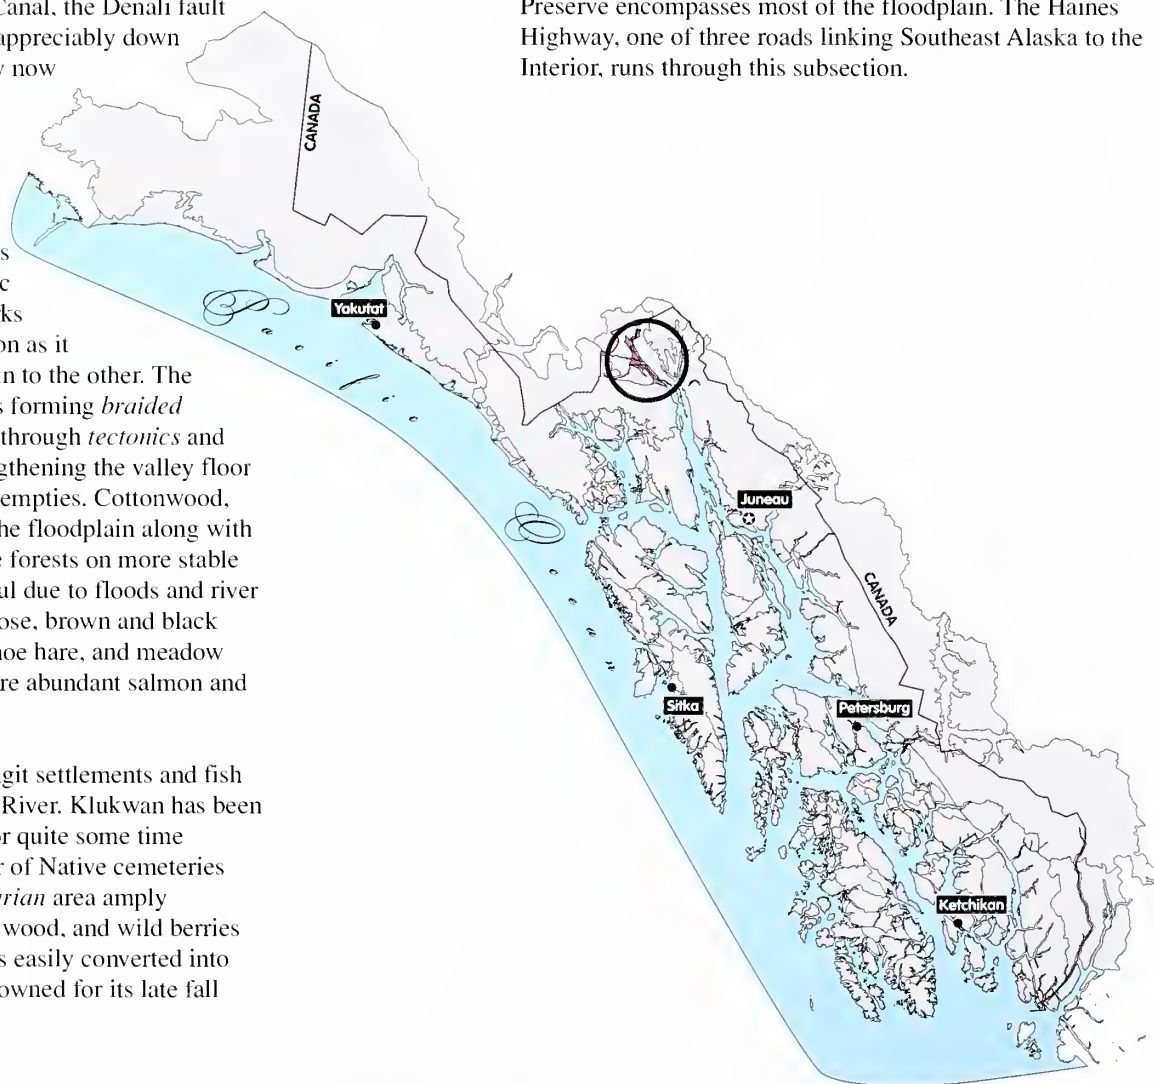 Canal, the Denali fault
appreciably down
now
s
c
ks
on as it
n to the other. The
s forming braided
through tectonics and
gthening the valley floor
empties. Cottonwood,
he floodplain along with
e forests on more stable
ul due to floods and river
ose, brown and black
hoe hare, and meadow
re abundant salmon and
git settlements and fish
River. Klukwan has been
or quite some time
r of Native cemeteries
rian area amply
wood, and wild berries
s easily converted into
owned for its late fall
Preserve encompasses most of the floodplain. The Haines
Highway, one of three roads linking Southeast Alaska to the
Interior, runs through this subsection.
CANADA
Yakutat
Pacific
Ocean
Juneau
CANADA
Sitka
Petersburg
Ketchikan